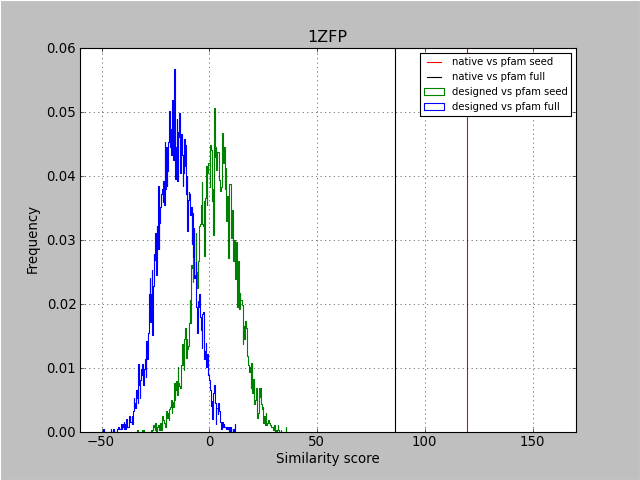 1ZFP
0.06
0.05
0.04
0.03
0.02
0.01
0.00
Frequency
−50
0
50
100
150
Similarity score
native vs pfam seed
native vs pfam full
designed vs pfam seed
designed vs pfam full